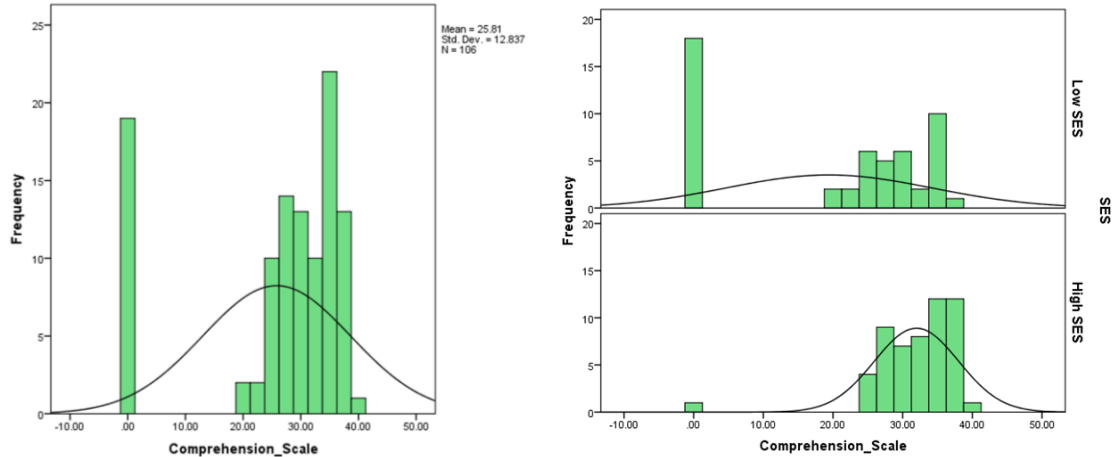 Mean = 25.81
Std. Dev. = 12.837
N = 106
25
20
15
10
5
0
Frequency
-10.00 .00 10.00 20.00 30.00 40.00 50.00
Comprehension_Scale
20
15
10
5
0
Low SES
20
15
10
5
0
High SES
SES
Frequency
-10.00 .00 10.00 20.00 30.00 40.00 50.00
Comprehension_Scale